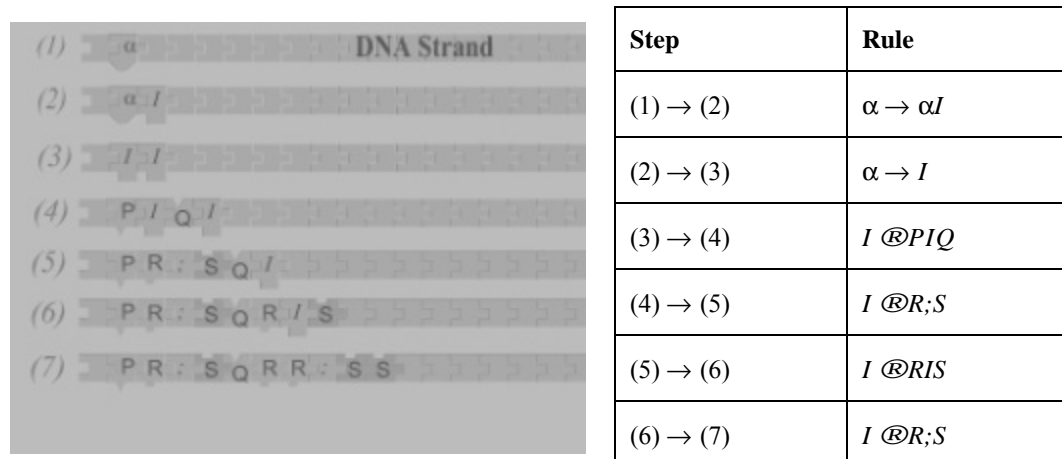 (1) α DNA Strand
(2) α I
(3) I I
(4) P I Q I
(5) P R ; S Q I
(6) P R ; S Q R I S
(7) P R ; S Q R R ; S S
Step Rule
(1) → (2) α → αI
(2) → (3) α → I
(3) → (4) I ®PIQ
(4) → (5) I ®R;S
(5) → (6) I ®RIS
(6) → (7) I ®R;S